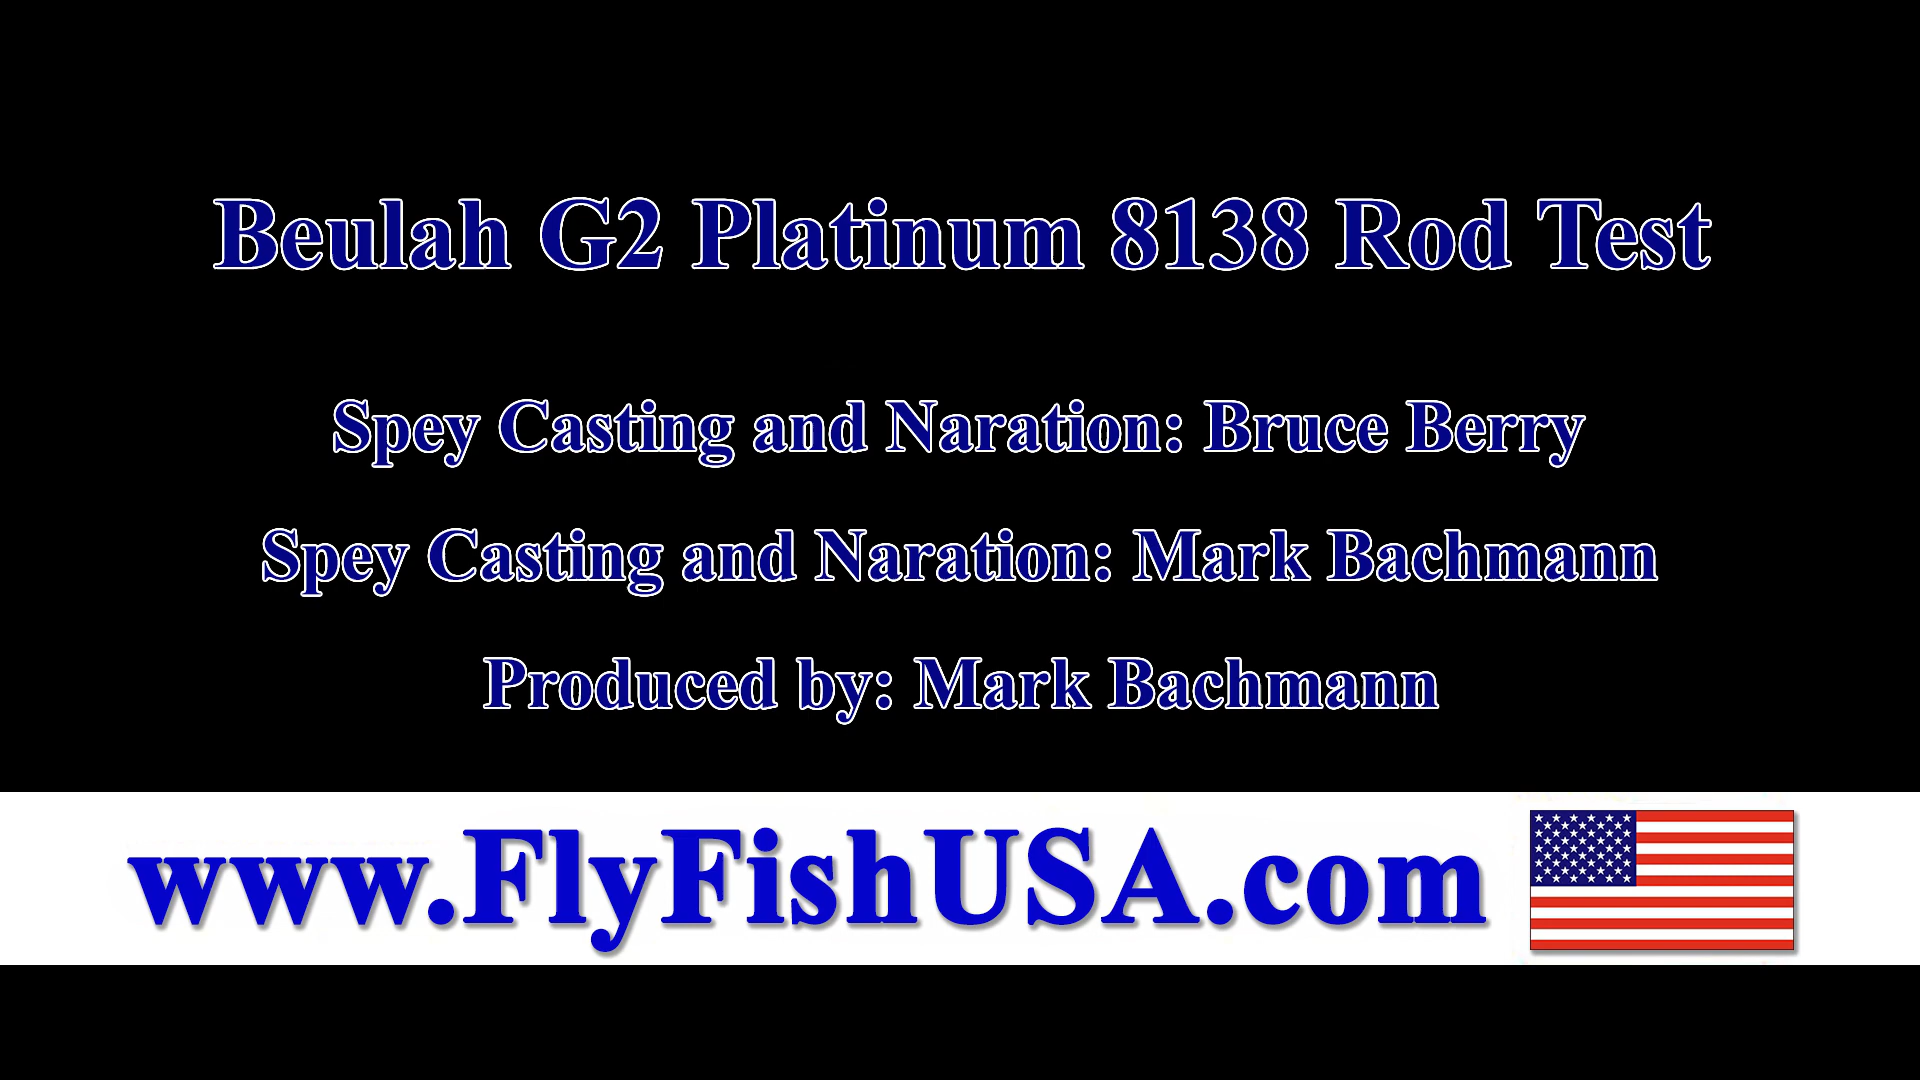 Beulah G2 Platinum 8138 Rod Test
Spey Casting and Naration: Bruce Berry
Spey Casting and Naration: Mark Bachmann
Produced by: Mark Bachmann
www.FlyFishUSA.com